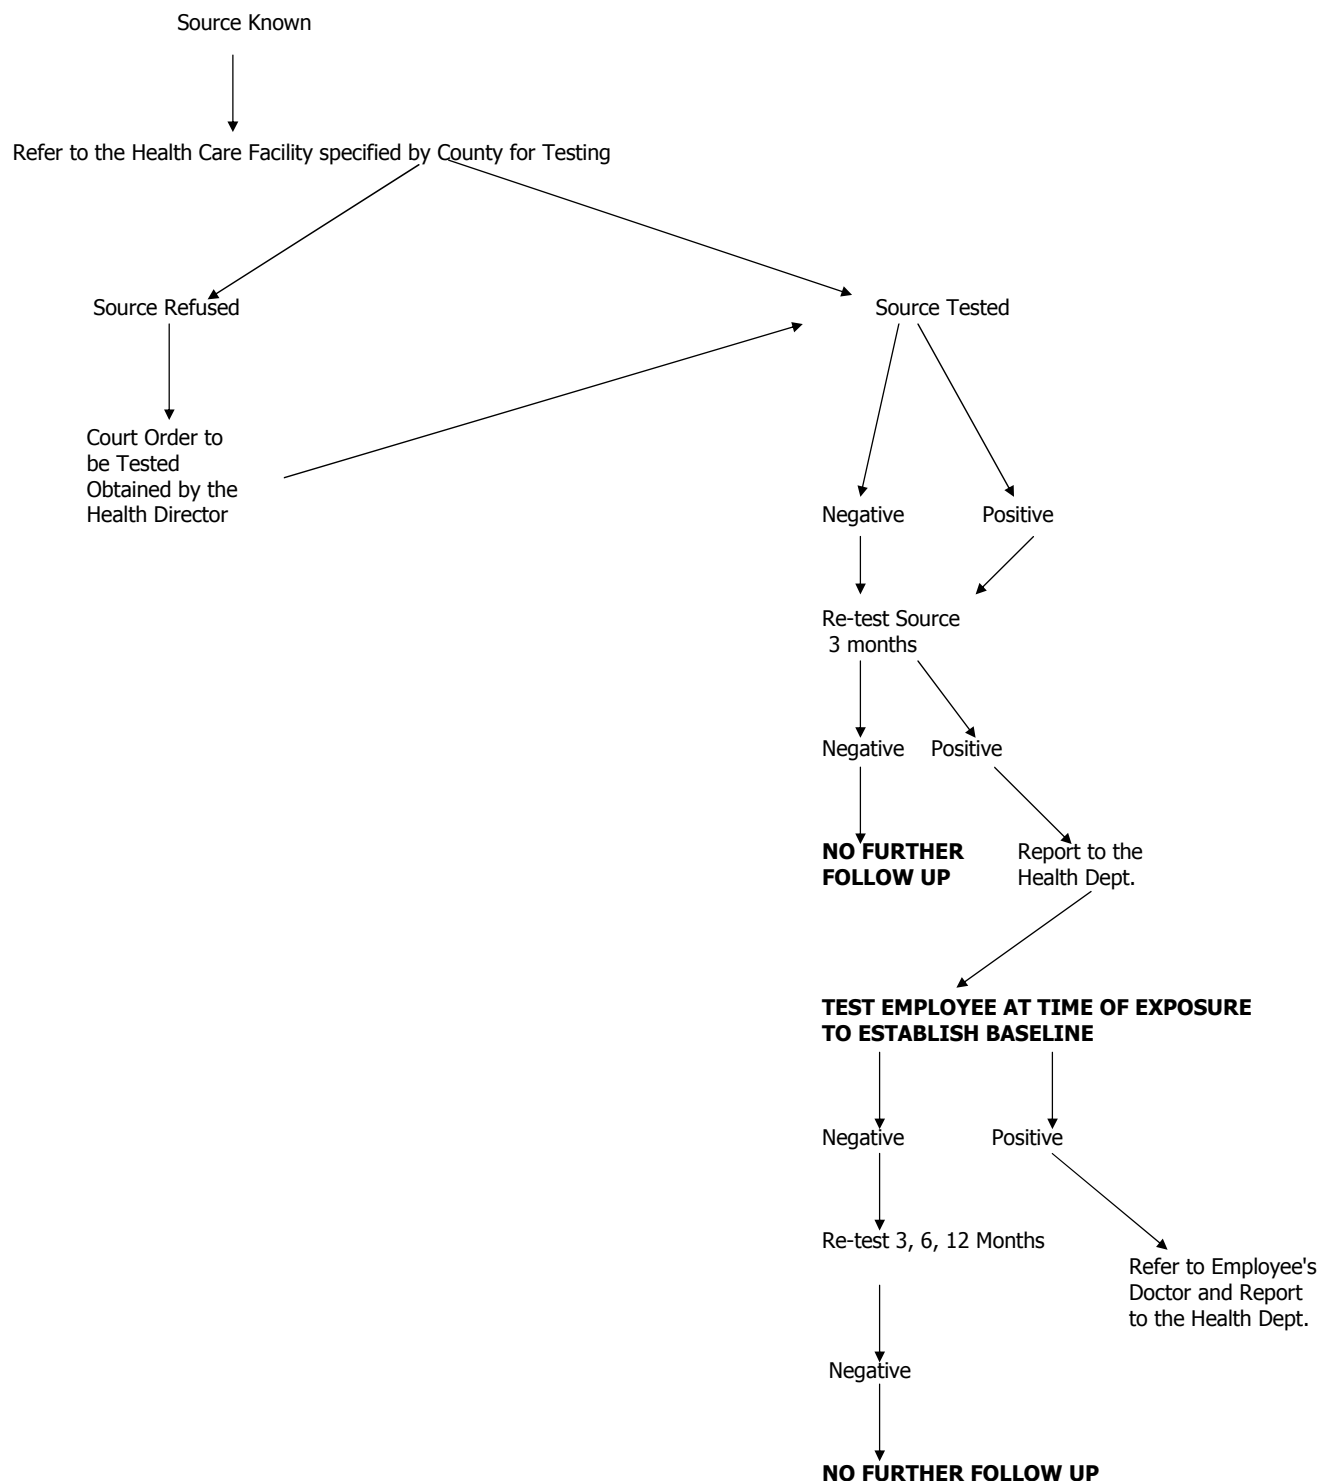 Source Known
Refer to the Health Care Facility specified by County for Testing
Source Refused
Source Tested
Court Order to
be Tested
Obtained by the
Health Director
Negative
Positive
Re-test Source
3 months
Negative
Positive
NO FURTHER
FOLLOW UP
Report to the
Health Dept.
TEST EMPLOYEE AT TIME OF EXPOSURE
TO ESTABLISH BASELINE
Negative
Positive
Re-test 3, 6, 12 Months
Refer to Employee's
Doctor and Report
to the Health Dept.
Negative
NO FURTHER FOLLOW UP